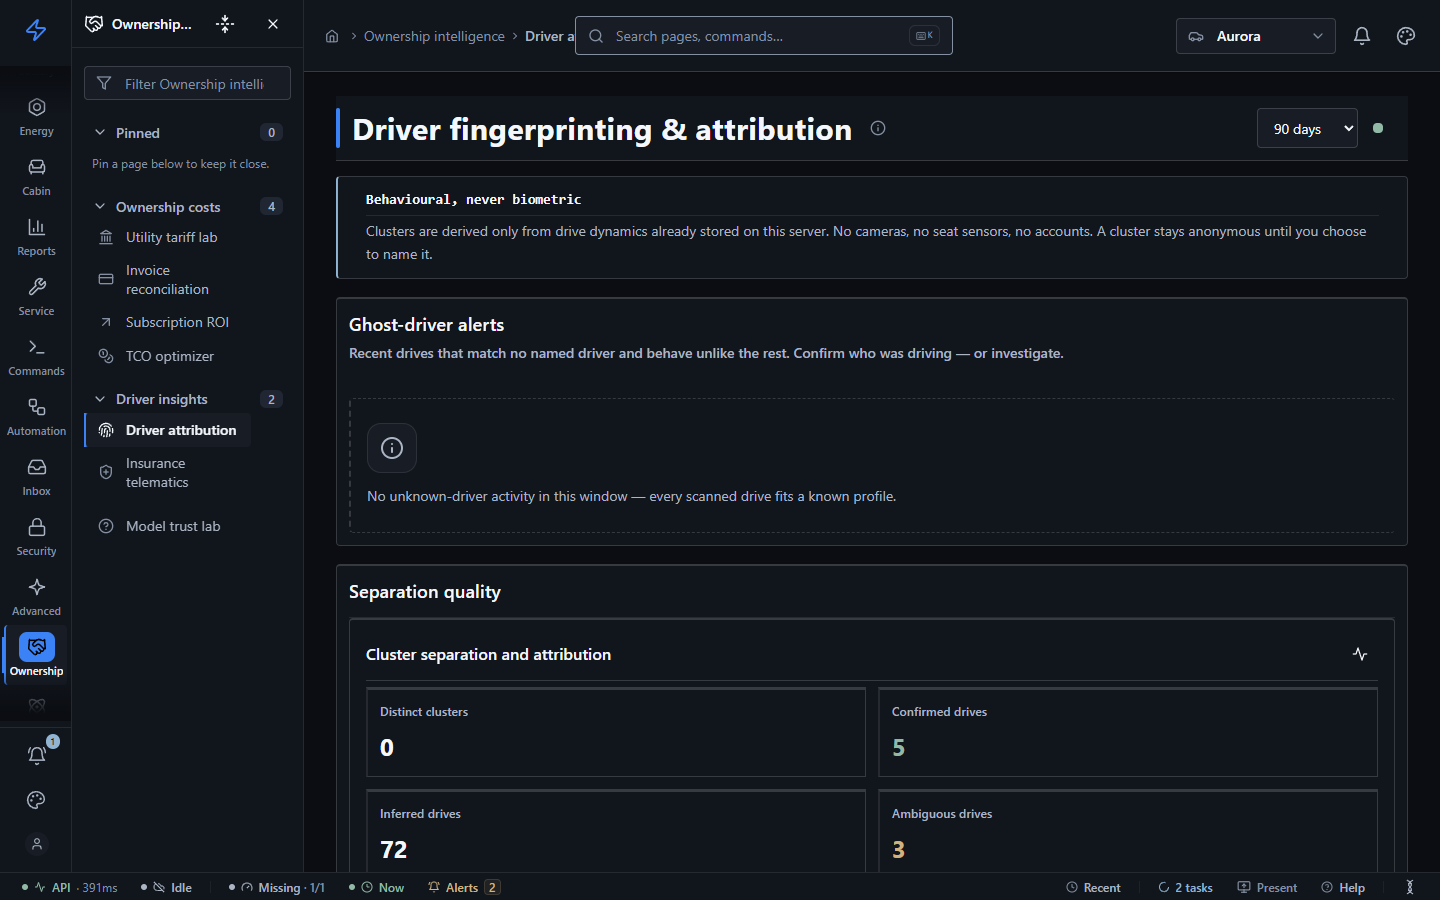 Ownership...
Ownership intelligence
Driver a
Search pages, commands...
K
Aurora
Filter Ownership intelli
Pinned
0
Pin a page below to keep it close.
Ownership costs
4
Utility tariff lab
Invoice
reconciliation
Subscription ROI
TCO optimizer
Driver insights
2
Driver attribution
Insurance
telematics
Model trust lab
Energy
Cabin
Reports
Service
Commands
Automation
Inbox
Security
Advanced
Ownership
1
Driver fingerprinting & attribution
90 days
Behavioural, never biometric
Clusters are derived only from drive dynamics already stored on this server. No cameras, no seat sensors, no accounts. A cluster stays anonymous until you choose
to name it.
Ghost-driver alerts
Recent drives that match no named driver and behave unlike the rest. Confirm who was driving — or investigate.
No unknown-driver activity in this window — every scanned drive fits a known profile.
Separation quality
Cluster separation and attribution
Distinct clusters
0
Confirmed drives
5
Inferred drives
72
Ambiguous drives
3
API · 391ms
Idle
Missing · 1/1
Now
Alerts 2
Recent
2 tasks
Present
Help